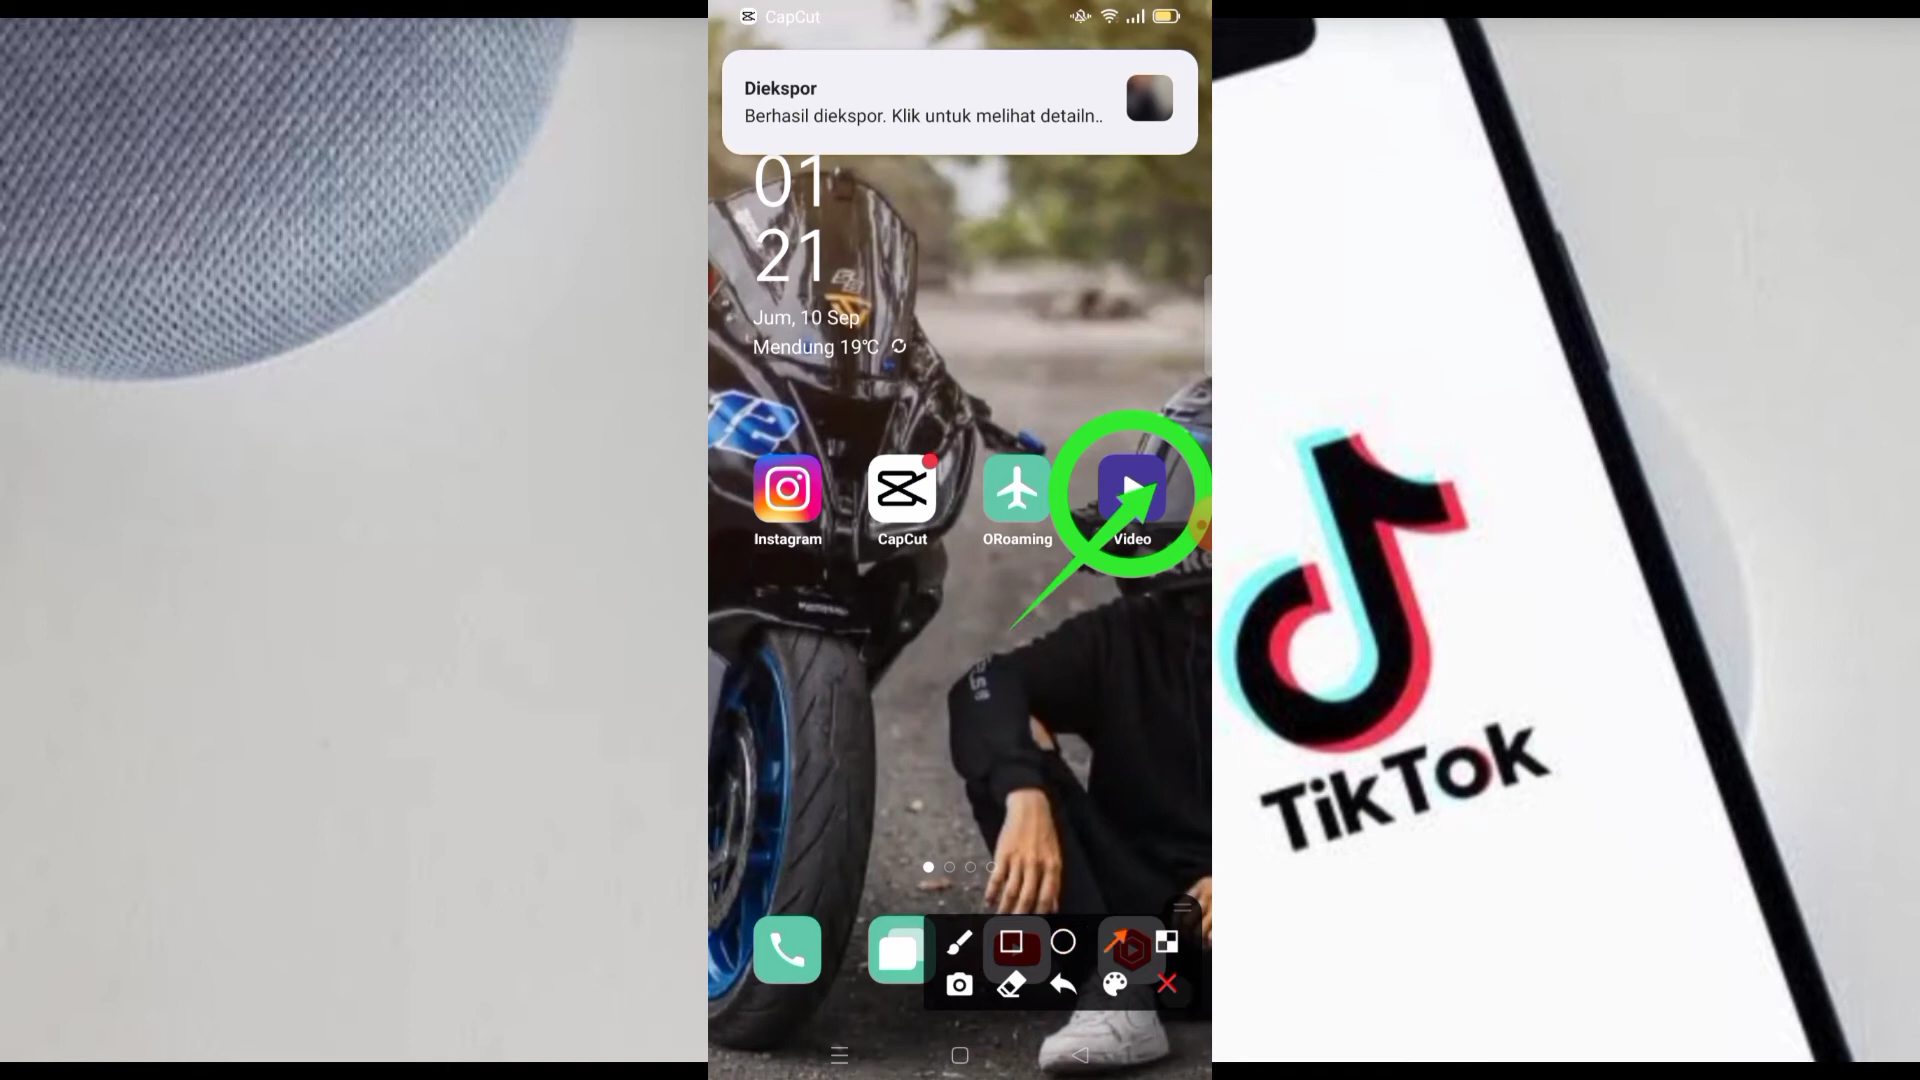 CapCut
Diekspor
Berhasil diekspor. Klik untuk melihat detailn..
01
21
Jum, 10 Sep
Mendung 19°C
Instagram
CapCut
ORoaming
Video
TikTok